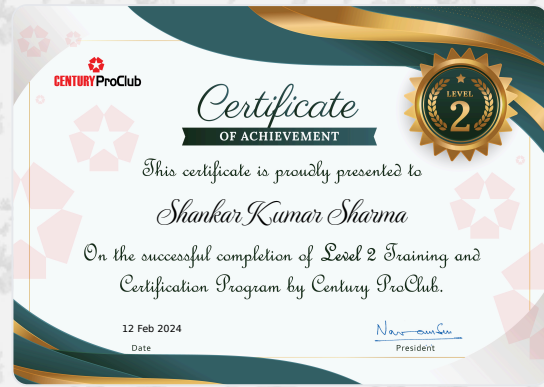 CENTURY ProClub
LEVEL
2
Certificate
OF ACHIEVEMENT
This certificate is proudly presented to
Shankar Kumar Sharma
On the successful completion of Level 2 Training and
Certification Program by Century ProClub.
12 Feb 2024
Date
President